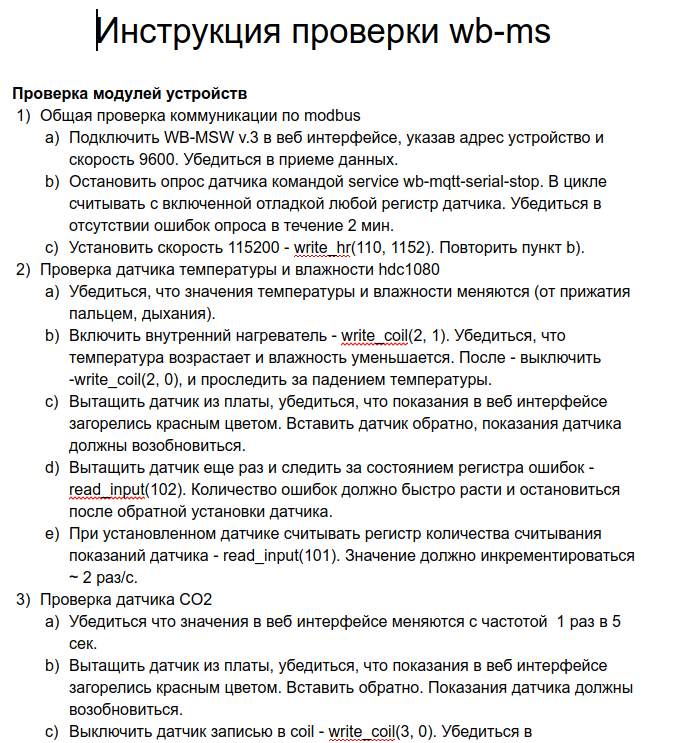 Инструкция проверки wb-ms
Проверка модулей устройств
1) Общая проверка коммуникации по modbus
a) Подключить WB-MSW v.3 в веб интерфейсе, указав адрес устройство и
скорость 9600. Убедиться в приеме данных.
b) Остановить опрос датчика командой service wb-mqtt-serial-stop. В цикле
считывать с включенной отладкой любой регистр датчика. Убедиться в
отсутствии ошибок опроса в течение 2 мин.
c) Установить скорость 115200 - write_hr(110, 1152). Повторить пункт b).
2) Проверка датчика температуры и влажности hdc1080
a) Убедиться, что значения температуры и влажности меняются (от прижатия
пальцем, дыхания).
b) Включить внутренний нагреватель - write_coil(2, 1). Убедиться, что
температура возрастает и влажность уменьшается. После - выключить
-write_coil(2, 0), и проследить за падением температуры.
c) Вытащить датчик из платы, убедиться, что показания в веб интерфейсе
загорелись красным цветом. Вставить датчик обратно, показания датчика
должны возобновиться.
d) Вытащить датчик еще раз и следить за состоянием регистра ошибок -
read_input(102). Количество ошибок должно быстро расти и остановиться
после обратной установки датчика.
e) При установленном датчике считывать регистр количества считывания
показаний датчика - read_input(101). Значение должно инкрементироваться
~ 2 раз/с.
3) Проверка датчика CO2
a) Убедиться что значения в веб интерфейсе меняются с частотой 1 раз в 5
сек.
b) Вытащить датчик из платы, убедиться, что показания в веб интерфейсе
загорелись красным цветом. Вставить обратно. Показания датчика должны
возобновиться.
c) Выключить датчик записью в coil - write_coil(3, 0). Убедиться в